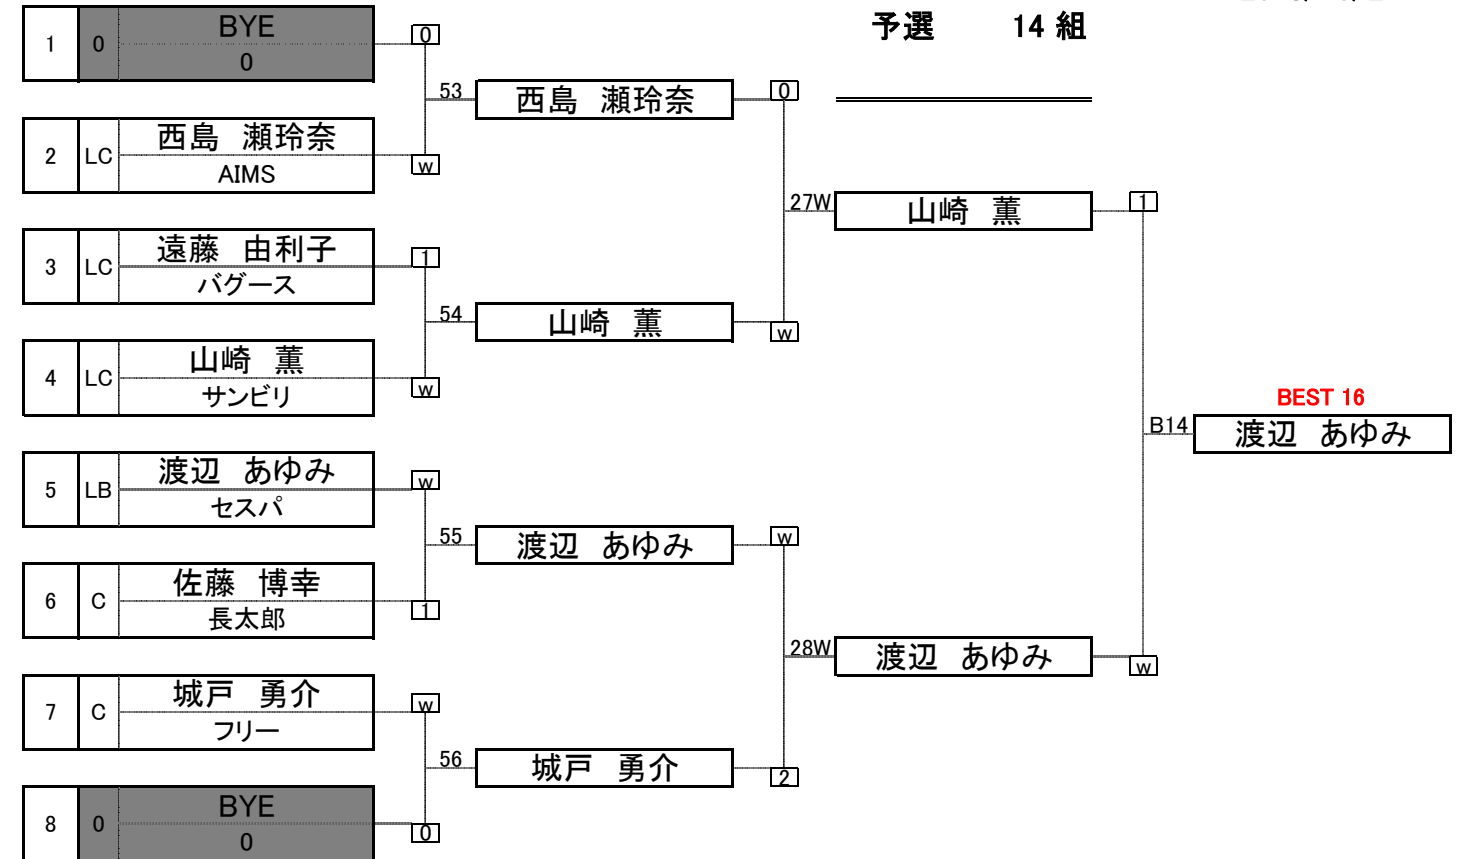 予選 14 組
1 0 BYE
0
0
53 西島 瀬玲奈 0
2 LC 西島 瀬玲奈
AIMS
w
27W 山崎 薫 1
3 LC 遠藤 由利子
バグース
1
54 山崎 薫 w
4 LC 山崎 薫
サンビリ
w
BEST 16
B14 渡辺 あゆみ
5 LB 渡辺 あゆみ
セスパ
w
55 渡辺 あゆみ w
6 C 佐藤 博幸
長太郎
1
28W 渡辺 あゆみ w
7 C 城戸 勇介
フリー
w
56 城戸 勇介 2
8 0 BYE
0
0